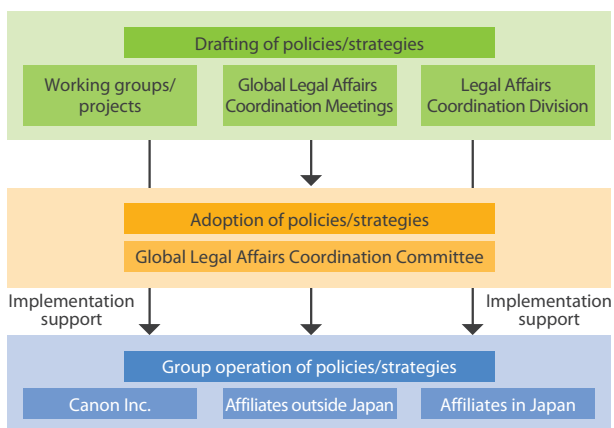 Drafting of policies/strategies
Working groups/
projects
Global Legal Affairs
Coordination Meetings
Legal Affairs
Coordination Division
Adoption of policies/strategies
Global Legal Affairs Coordination Committee
Implementation
support
Implementation
support
Group operation of policies/strategies
Canon Inc.
Affiliates outside Japan
Affiliates in Japan